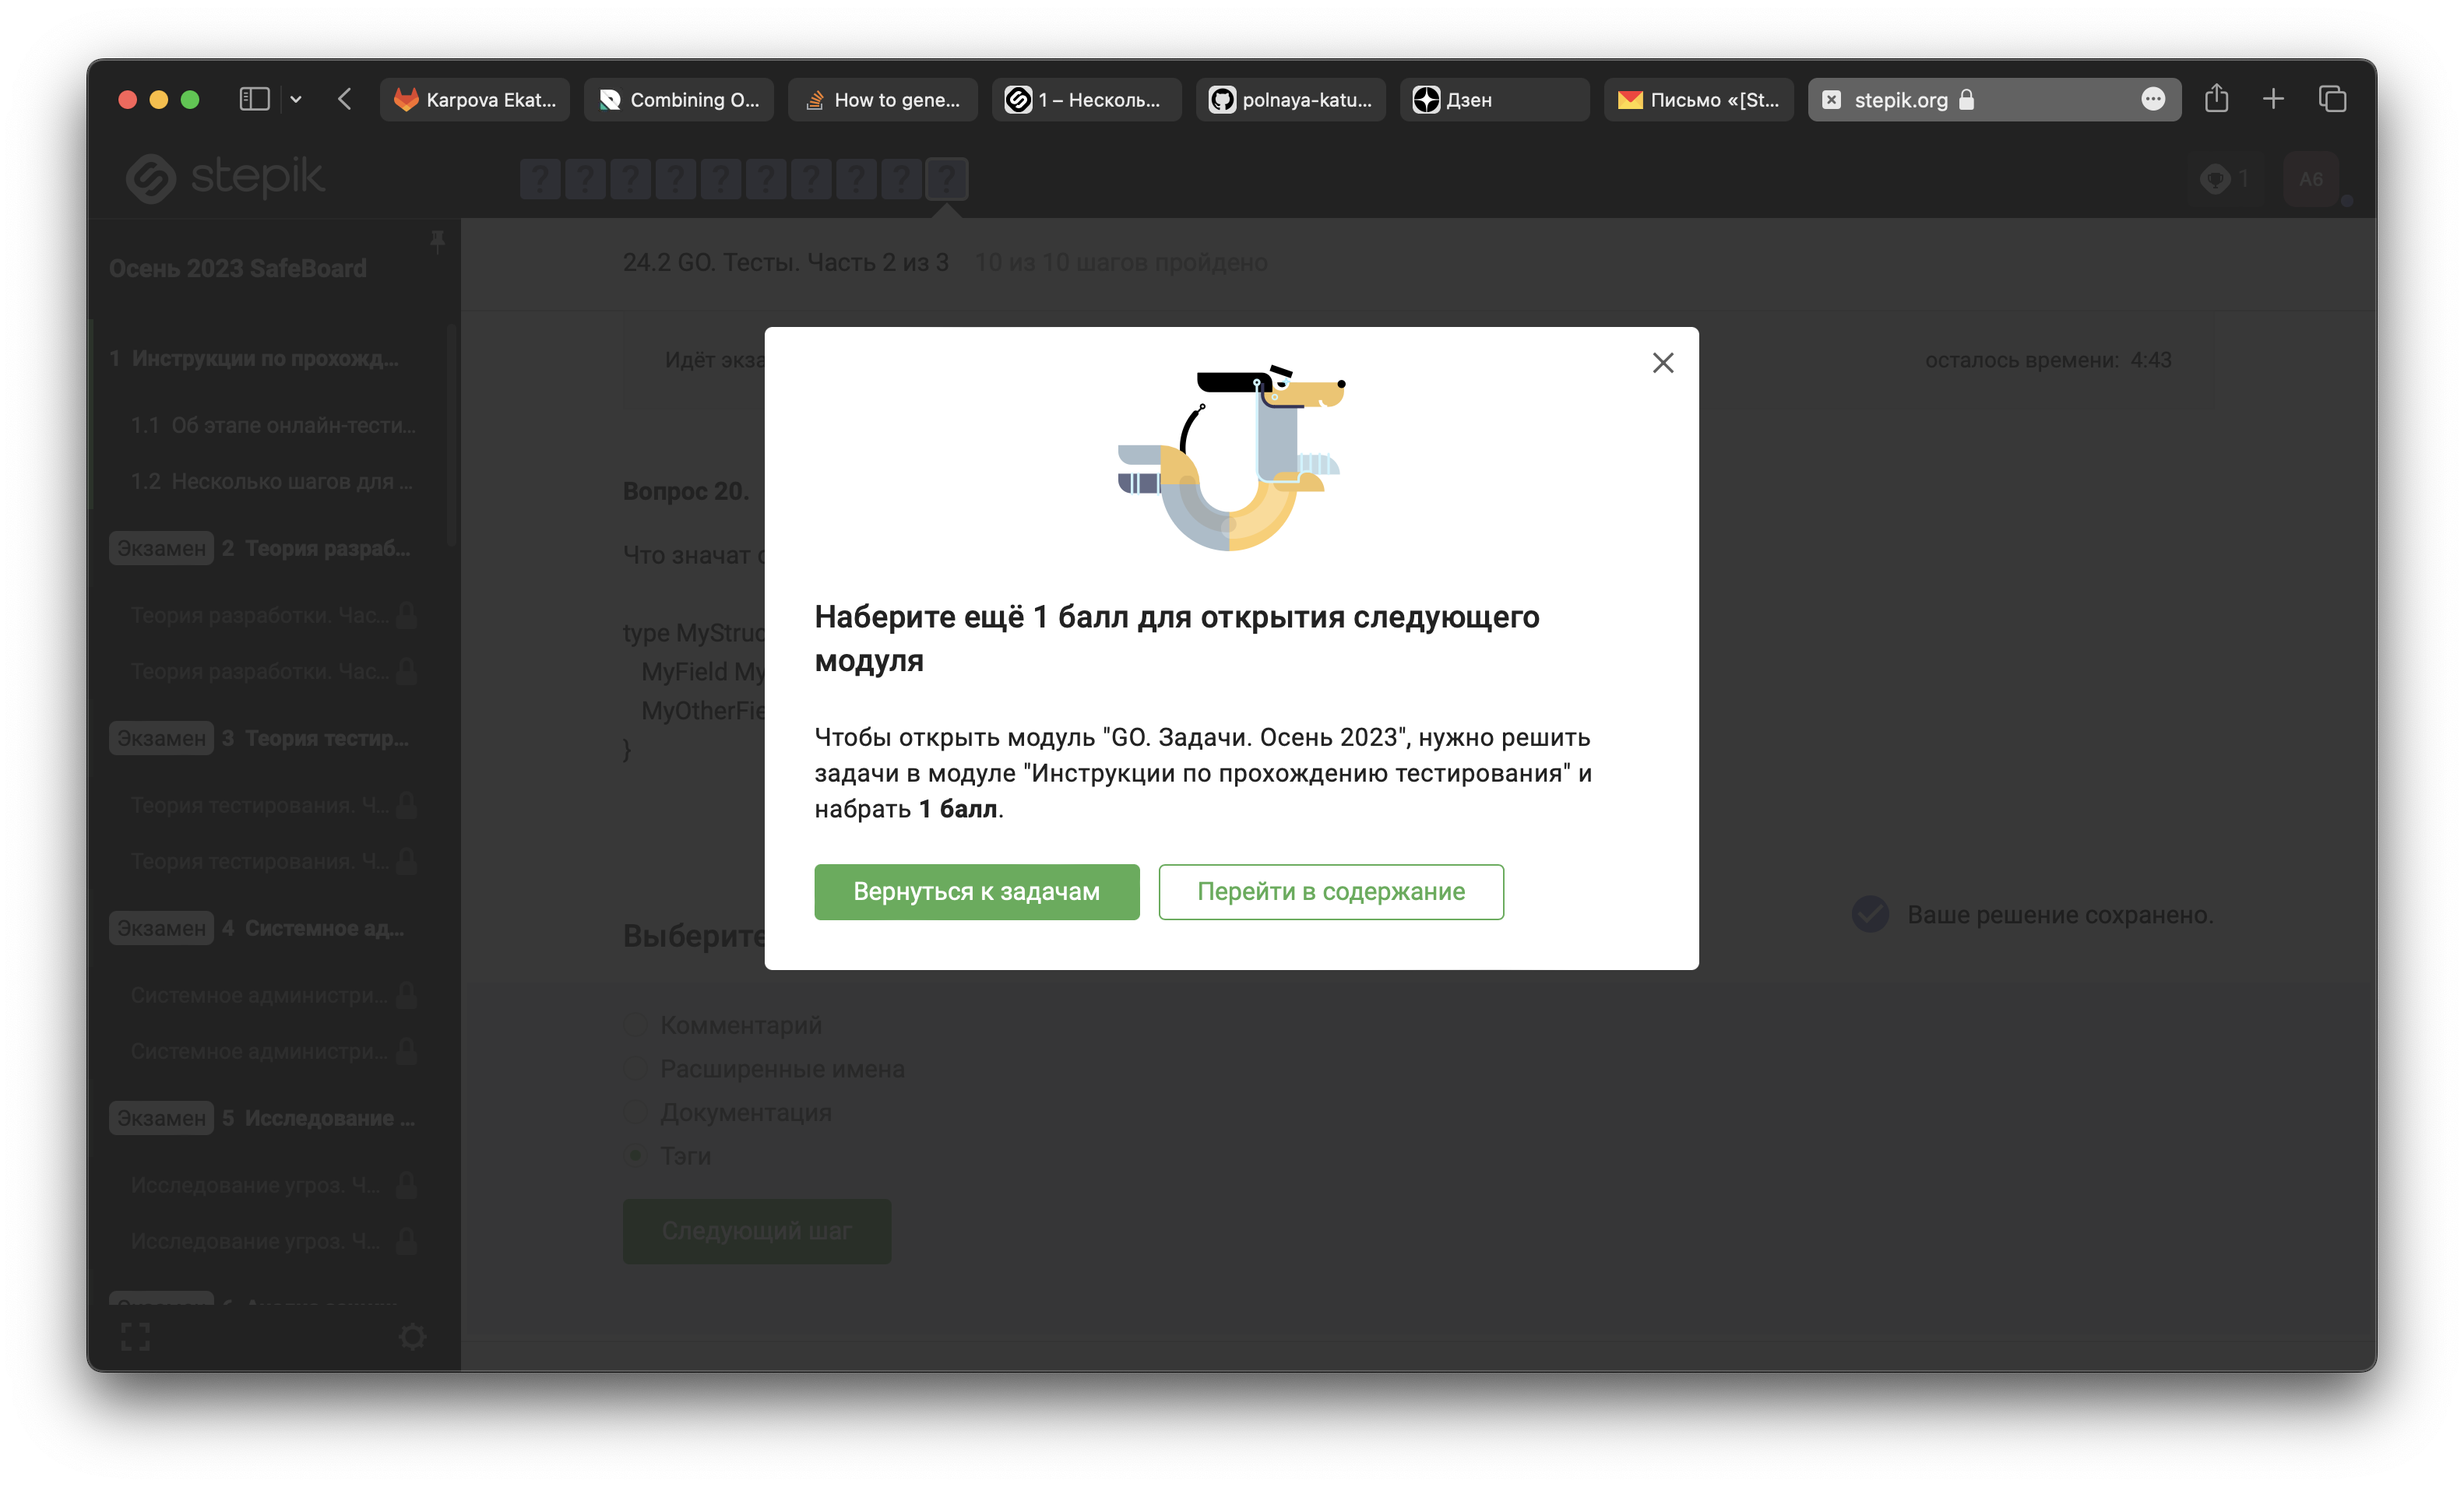 Karpova Ekat...
Combining O...
How to gene...
1 – Несколь...
polnaya-katu...
Дзен
Письмо «[St...
stepik.org
stepik
? ? ? ? ? ? ? ? ? ?
1
A6
Осень 2023 SafeBoard
24.2 GO. Тесты. Часть 2 из 3 10 из 10 шагов пройдено
1 Инструкции по прохожд...
1.1 Об этапе онлайн-тести...
1.2 Несколько шагов для ...
Экзамен 2 Теория разраб...
Теория разработки. Час...
Теория разработки. Час...
Экзамен 3 Теория тестир...
Теория тестирования. Ч...
Теория тестирования. Ч...
Экзамен 4 Системное ад...
Системное администри...
Системное администри...
Экзамен 5 Исследование ...
Исследование угроз. Ч...
Исследование угроз. Ч...
Идёт экза
осталось времени: 4:43
Вопрос 20.
Что значат
type MyStruc
MyField My
MyOtherFie
}
Наберите ещё 1 балл для открытия следующего
модуля
Чтобы открыть модуль "GO. Задачи. Осень 2023", нужно решить
задачи в модуле "Инструкции по прохождению тестирования" и
набрать 1 балл.
Вернуться к задачам
Перейти в содержание
Выберите
Ваше решение сохранено.
Комментарий
Расширенные имена
Документация
Тэги
Следующий шаг